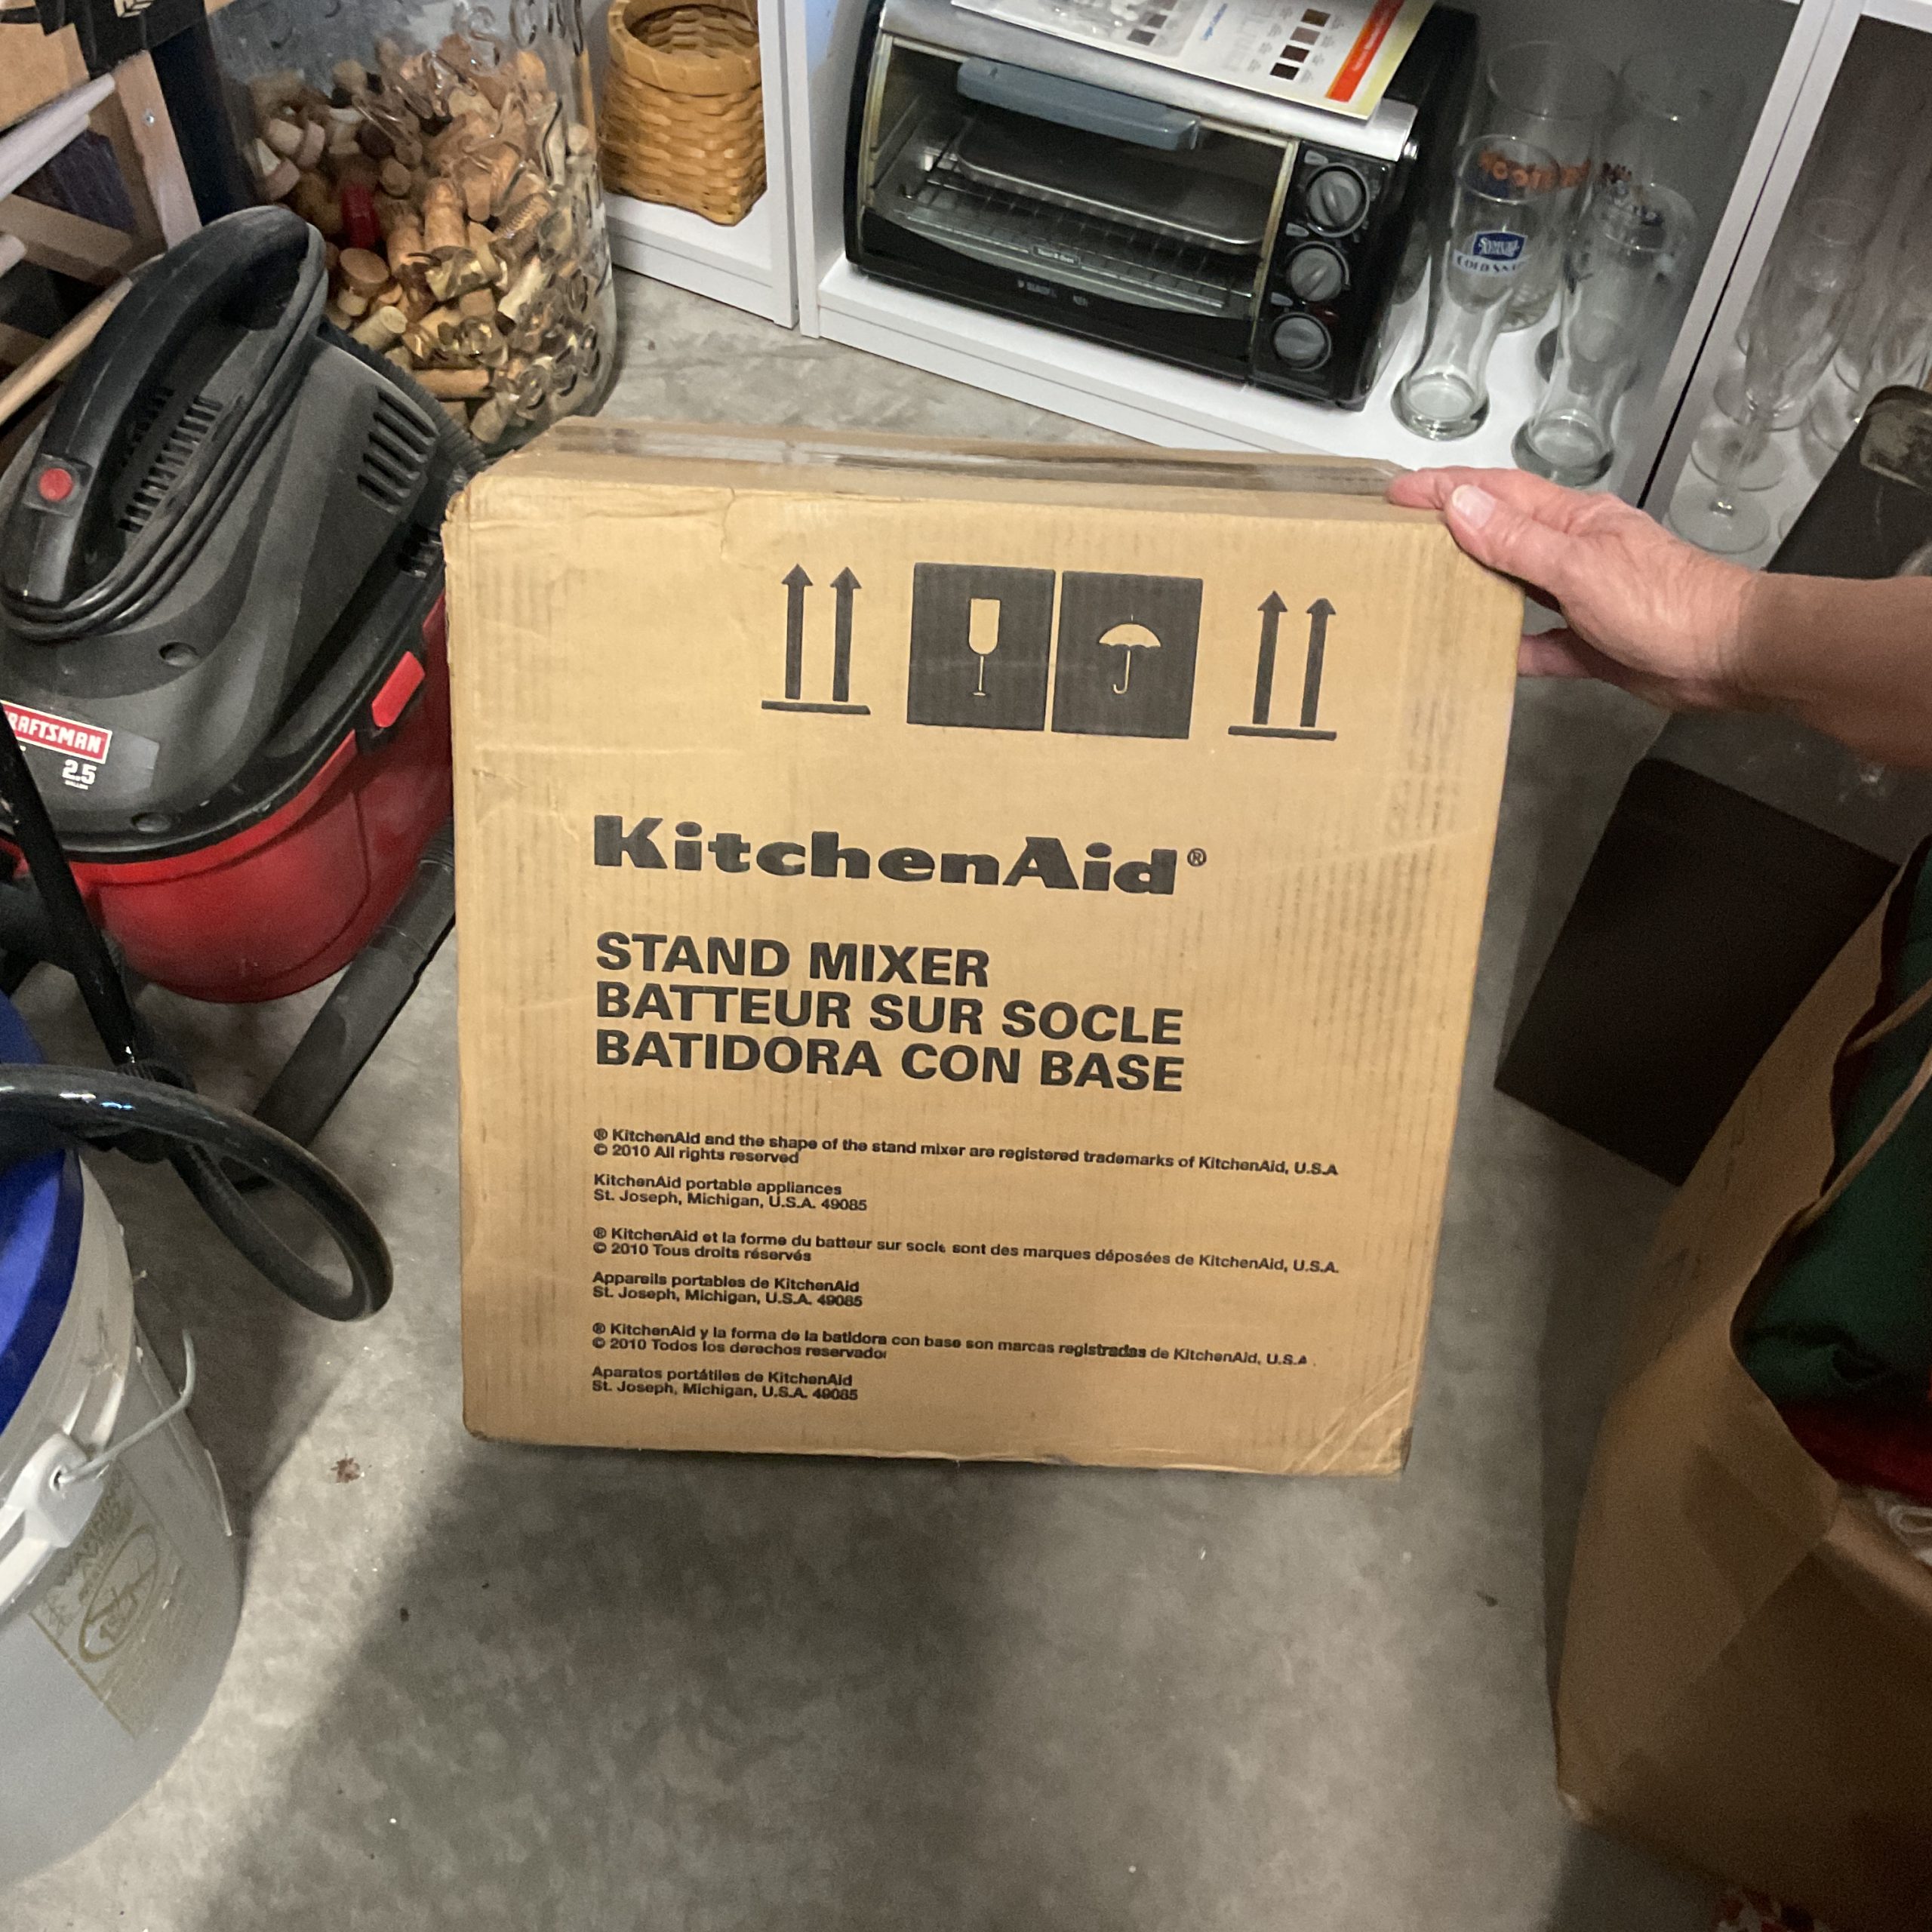 KitchenAid®
STAND MIXER
BATTEUR SUR SOCLE
BATIDORA CON BASE
® KitchenAid and the shape of the stand mixer are registered trademarks of KitchenAid, U.S.A
© 2010 All rights reserved
KitchenAid portable appliances
St. Joseph, Michigan, U.S.A. 49085
® KitchenAid et la forme du batteur sur socle sont des marques déposées de KitchenAid, U.S.A.
© 2010 Tous droits réservés
Appareils portables de KitchenAid
St. Joseph, Michigan, U.S.A. 49085
® KitchenAid y la forma de la batidora con base son marcas registradas de KitchenAid, U.S.A.
© 2010 Todos los derechos reservado
Aparatos portátiles de KitchenAid
St. Joseph, Michigan, U.S.A. 49085
RAFTSMAN
2.5